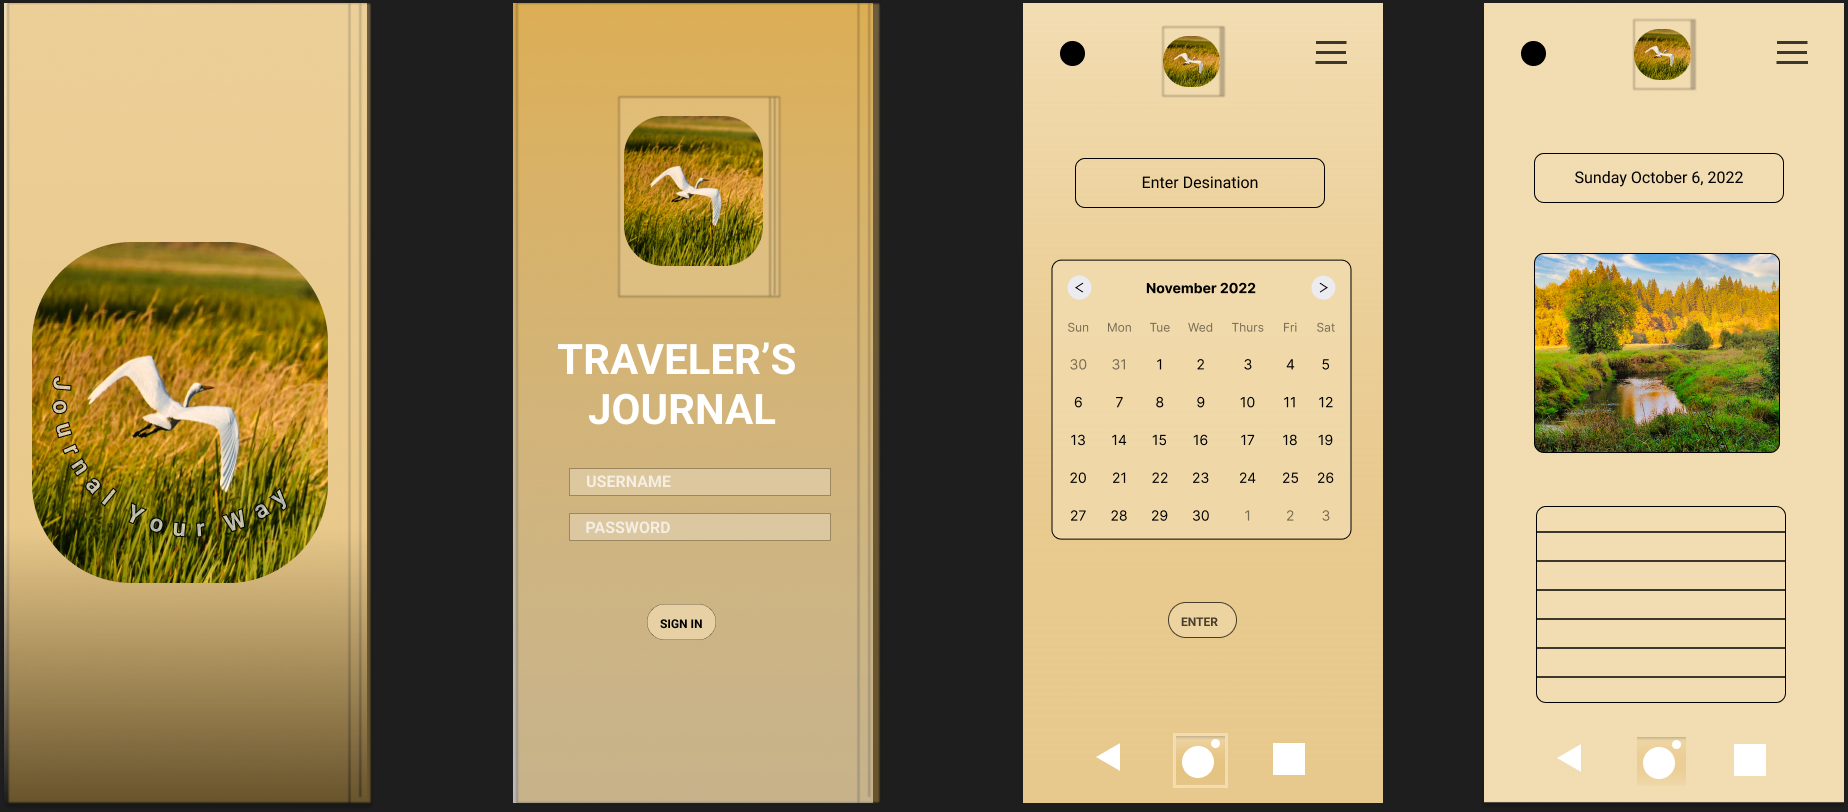 Journal Your Way
TRAVELER’S
JOURNAL
USERNAME
PASSWORD
SIGN IN
Enter Desination
< November 2022 >
Sun Mon Tue Wed Thurs Fri Sat
30 31 1 2 3 4 5
6 7 8 9 10 11 12
13 14 15 16 17 18 19
20 21 22 23 24 25 26
27 28 29 30 1 2 3
ENTER
Sunday October 6, 2022